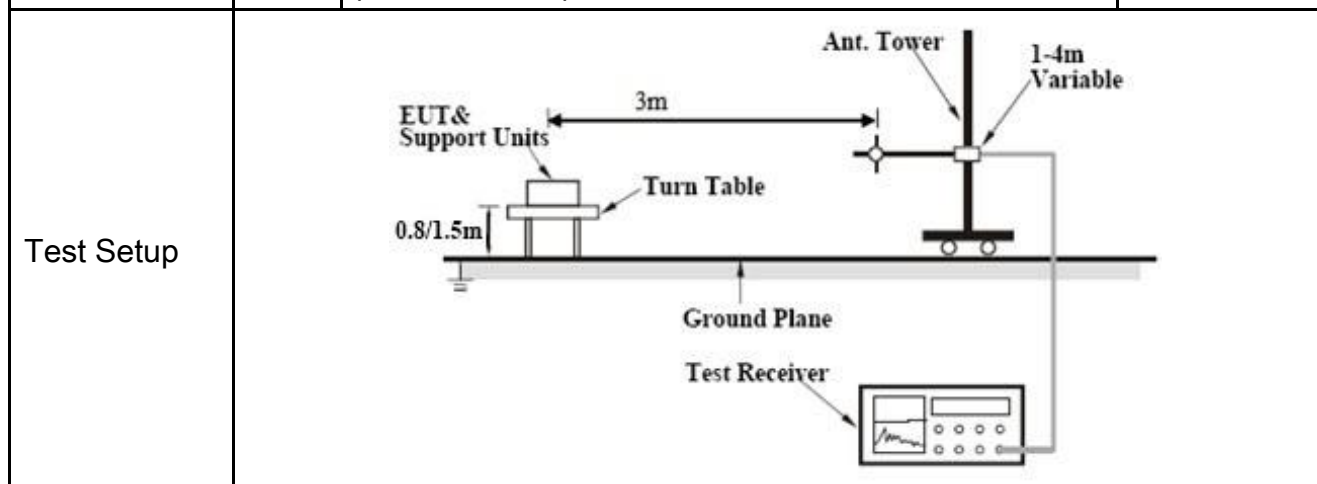 Test Setup
Ant. Tower
1-4m
Variable
3m
EUT&
Support Units
Turn Table
0.8/1.5m
Ground Plane
Test Receiver